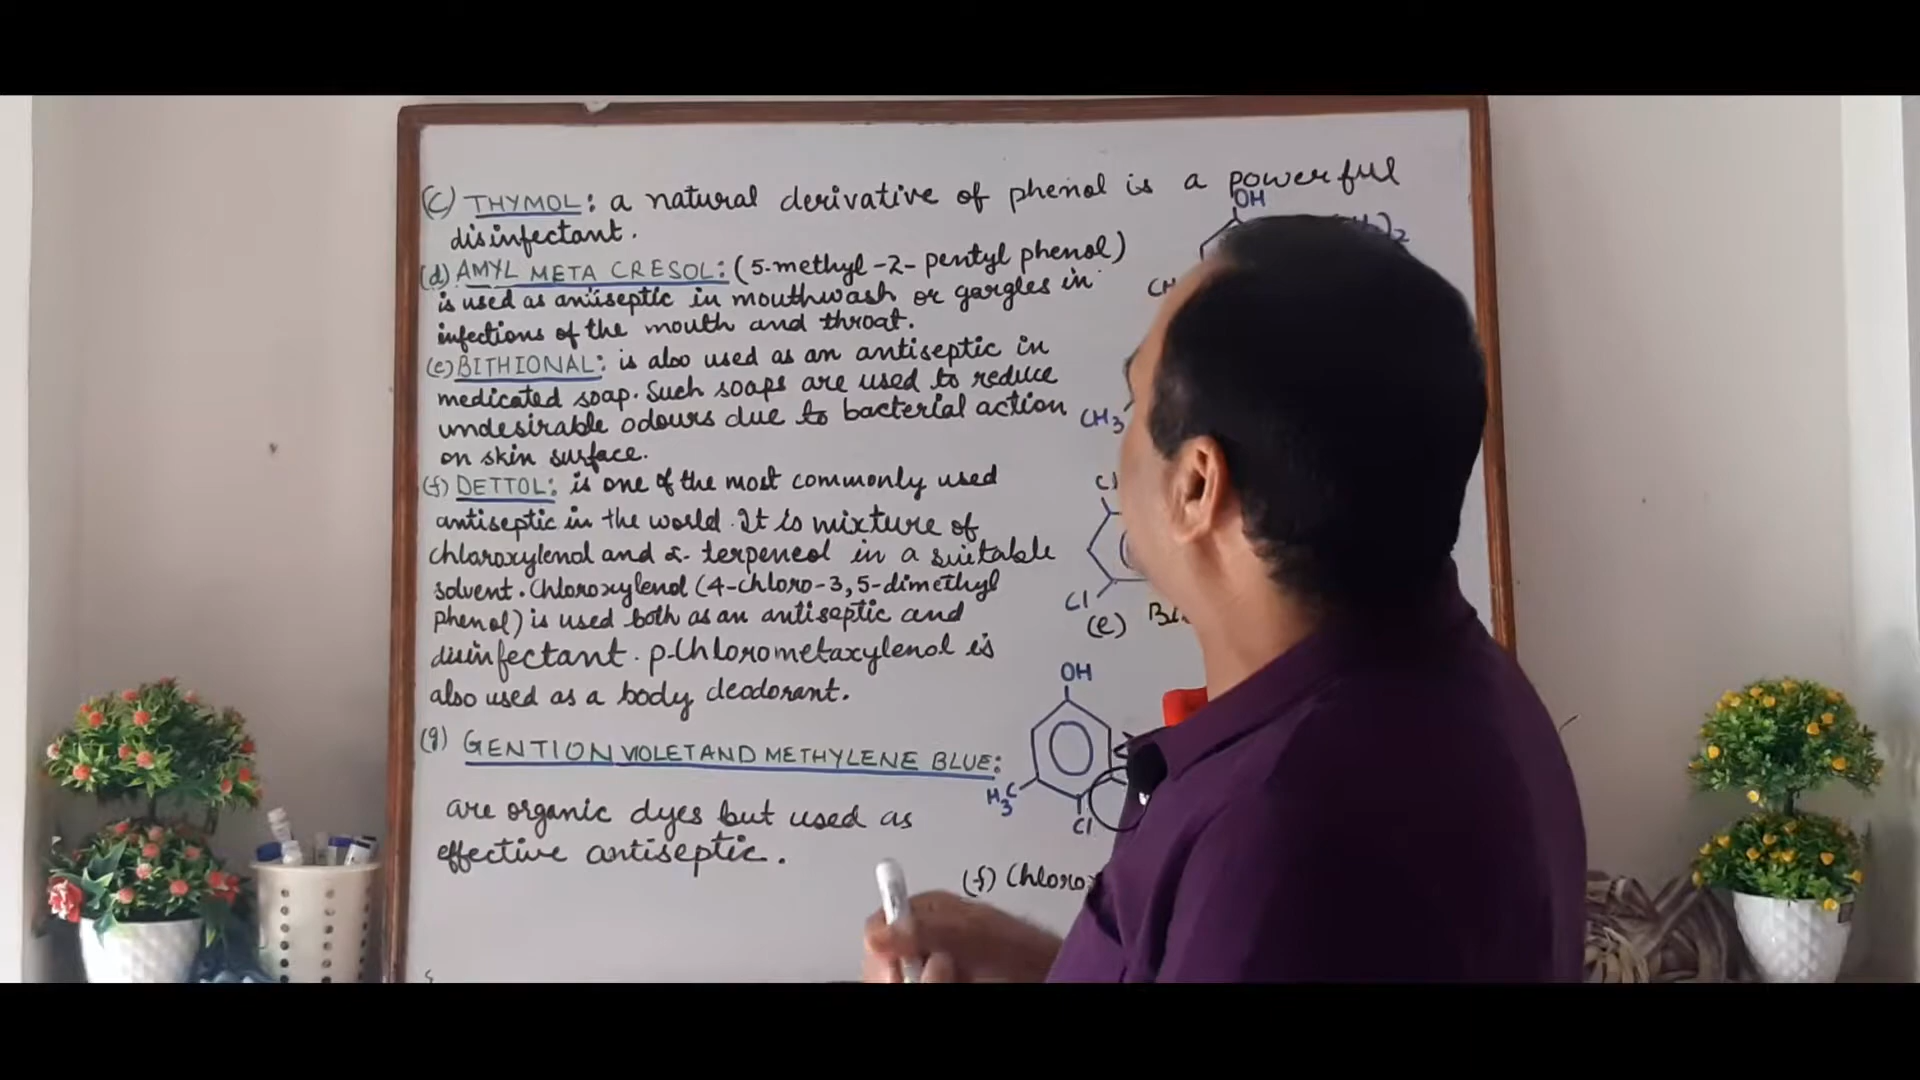 (c) THYMOL: a natural derivative of phenol is a powerful
disinfectant.
(d) AMYL META CRESOL: (5-methyl-2-pentyl phenol)
is used as antiseptic in mouthwash or gargles in
infections of the mouth and throat.
(e) BITHIONAL: is also used as an antiseptic in
medicated soap. Such soaps are used to reduce
undesirable odours due to bacterial action
on skin surface.
(f) DETTOL: is one of the most commonly used
antiseptic in the world. It is mixture of
chloroxylenol and α-terpeneol in a suitable
solvent. Chloroxylenol (4-chloro-3,5-dimethyl
phenol) is used both as an antiseptic and
disinfectant. p-Chlorometaxylenol is
also used as a body deodorant.
(g) GENTION VIOLET AND METHYLENE BLUE:
are organic dyes but used as
effective antiseptic.
OH
CH3
Cl
Cl
(e)
OH
H3C
Cl
(f)